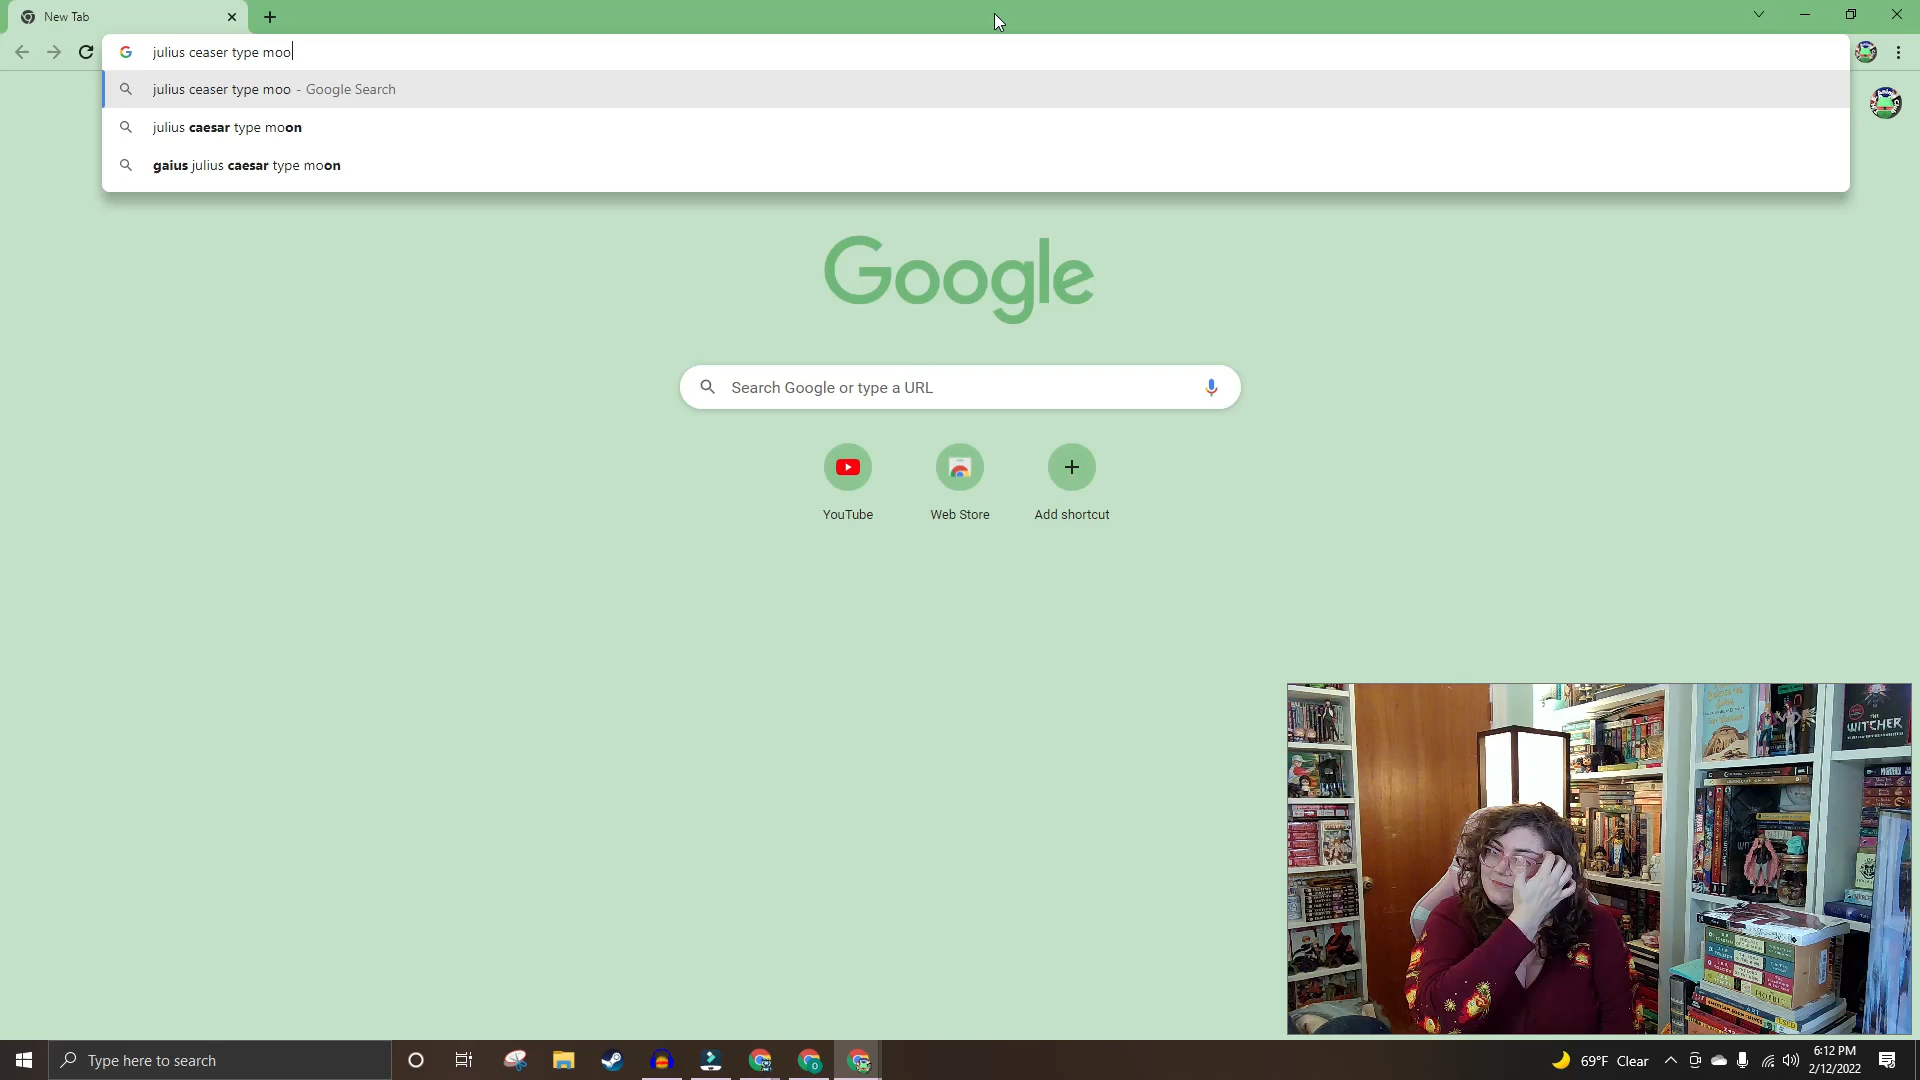 New Tab
julius ceaser type moo
julius ceaser type moo - Google Search
julius caesar type moon
gaius julius caesar type moon
Google
Search Google or type a URL
YouTube
Web Store
Add shortcut
THE
WITCHER
Type here to search
69°F Clear
6:12 PM
2/12/2022